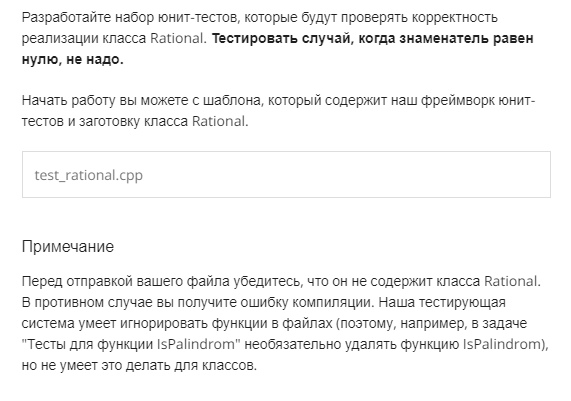 Разработайте набор юнит-тестов, которые будут проверять корректность
реализации класса Rational. Тестировать случай, когда знаменатель равен
нулю, не надо.
Начать работу вы можете с шаблона, который содержит наш фреймворк юнит-
тестов и заготовку класса Rational.
test_rational.cpp
Примечание
Перед отправкой вашего файла убедитесь, что он не содержит класса Rational.
В противном случае вы получите ошибку компиляции. Наша тестирующая
система умеет игнорировать функции в файлах (поэтому, например, в задаче
"Тесты для функции IsPalindrom" необязательно удалять функцию IsPalindrom),
но не умеет это делать для классов.